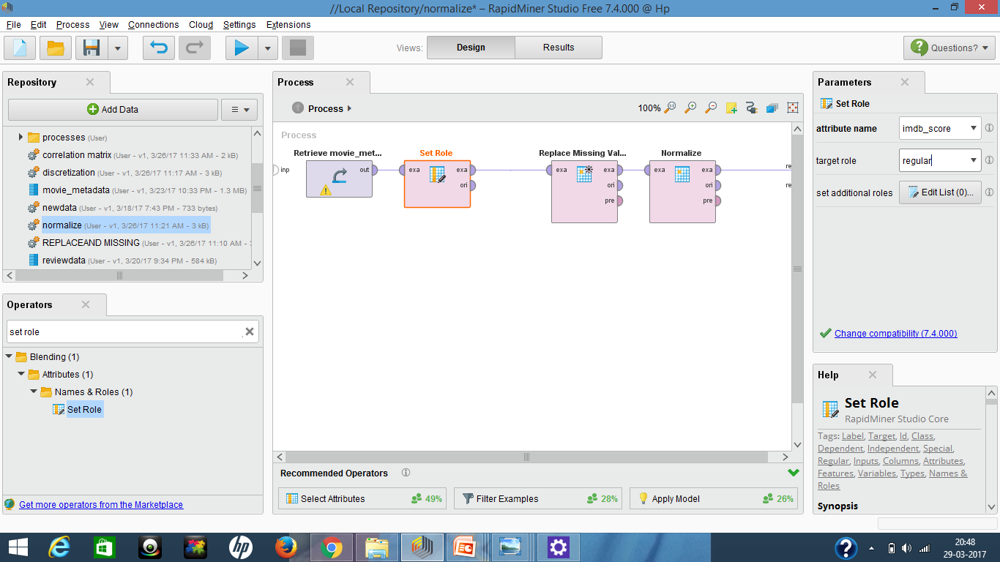 //Local Repository/normalize* – RapidMiner Studio Free 7.4.000 @ Hp
File Edit Process View Connections Cloud Settings Extensions
Views: Design Results
Questions?
Repository
Add Data
processes (User)
correlation matrix (User - v1, 3/26/17 11:33 AM - 2 kB)
discretization (User - v1, 3/26/17 11:17 AM - 3 kB)
movie_metadata (User - v1, 3/23/17 10:33 PM - 1.3 MB)
newdata (User - v1, 3/18/17 7:43 PM - 733 bytes)
normalize (User - v1, 3/26/17 11:21 AM - 3 kB)
REPLACEAND MISSING (User - v1, 3/26/17 11:10 AM -
reviewdata (User - v1, 3/20/17 9:34 PM - 584 kB)
Operators
set role
Blending (1)
Attributes (1)
Names & Roles (1)
Set Role
Get more operators from the Marketplace
Process
Process
100%
Process
inp
Retrieve movie_met...
out
Set Role
exa exa
ori
Replace Missing Val...
exa exa
ori
pre
Normalize
exa exa
ori
pre
re
re
Recommended Operators
Select Attributes 49%
Filter Examples 28%
Apply Model 26%
Parameters
Set Role
attribute name imdb_score
target role regular
set additional roles Edit List (0)...
Change compatibility (7.4.000)
Help
Set Role
RapidMiner Studio Core
Tags: Label, Target, Id, Class,
Dependent, Independent, Special,
Regular, Inputs, Columns, Attributes,
Features, Variables, Types, Names &
Roles
Synopsis
hp
20:48
29-03-2017